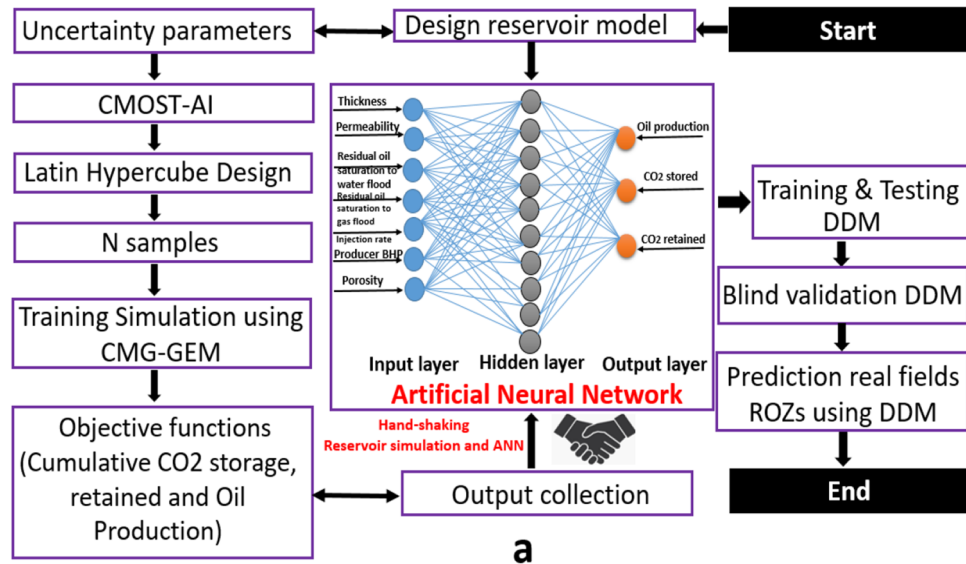 Uncertainty parameters
Design reservoir model
Start
CMOST-AI
Latin Hypercube Design
N samples
Training Simulation using
CMG-GEM
Objective functions
(Cumulative CO2 storage,
retained and Oil
Production)
Thickness
Permeability
Residual oil
saturation to
water flood
Residual oil
saturation to
gas flood
Injection rate
Producer BHP
Porosity
Oil production
CO2 stored
CO2 retained
Input layer
Hidden layer
Output layer
Artificial Neural Network
Hand-shaking
Reservoir simulation and ANN
Output collection
Training & Testing
DDM
Blind validation DDM
Prediction real fields
ROZs using DDM
End
a